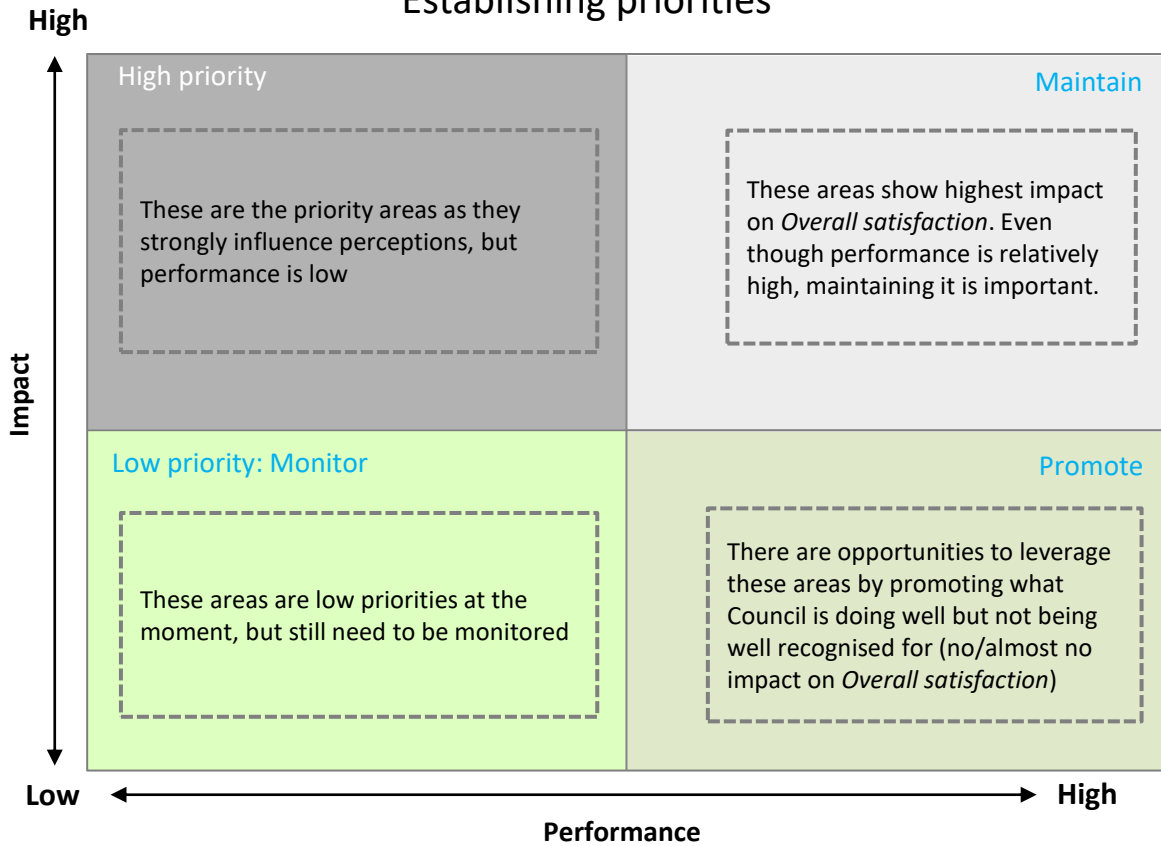 Establishing priorities
High
High priority
Maintain
These are the priority areas as they
strongly influence perceptions, but
performance is low
These areas show highest impact
on Overall satisfaction. Even
though performance is relatively
high, maintaining it is important.
Impact
Low priority: Monitor
Promote
These areas are low priorities at the
moment, but still need to be monitored
There are opportunities to leverage
these areas by promoting what
Council is doing well but not being
well recognised for (no/almost no
impact on Overall satisfaction)
Low
High
Performance